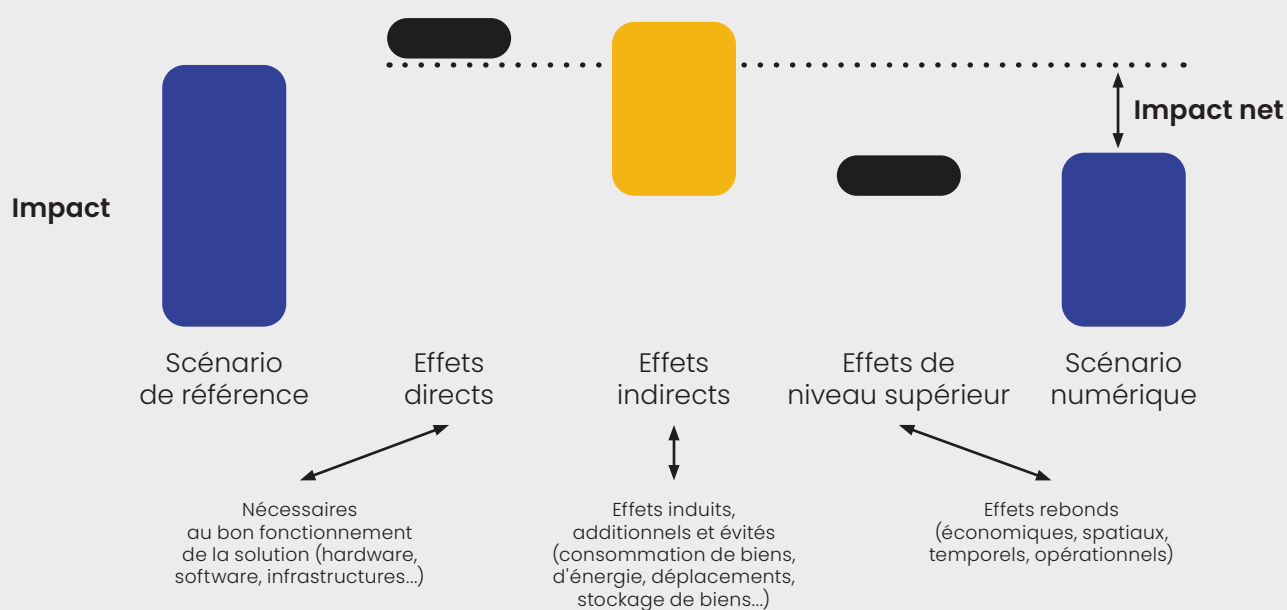 Impact net
Impact
Scénario
de référence
Effets
directs
Effets
indirects
Effets de
niveau supérieur
Scénario
numérique
Nécessaires
au bon fonctionnement
de la solution (hardware,
software, infrastructures...)
Effets induits,
additionnels et évités
(consommation de biens,
d'énergie, déplacements,
stockage de biens...)
Effets rebonds
(économiques, spatiaux,
temporels, opérationnels)